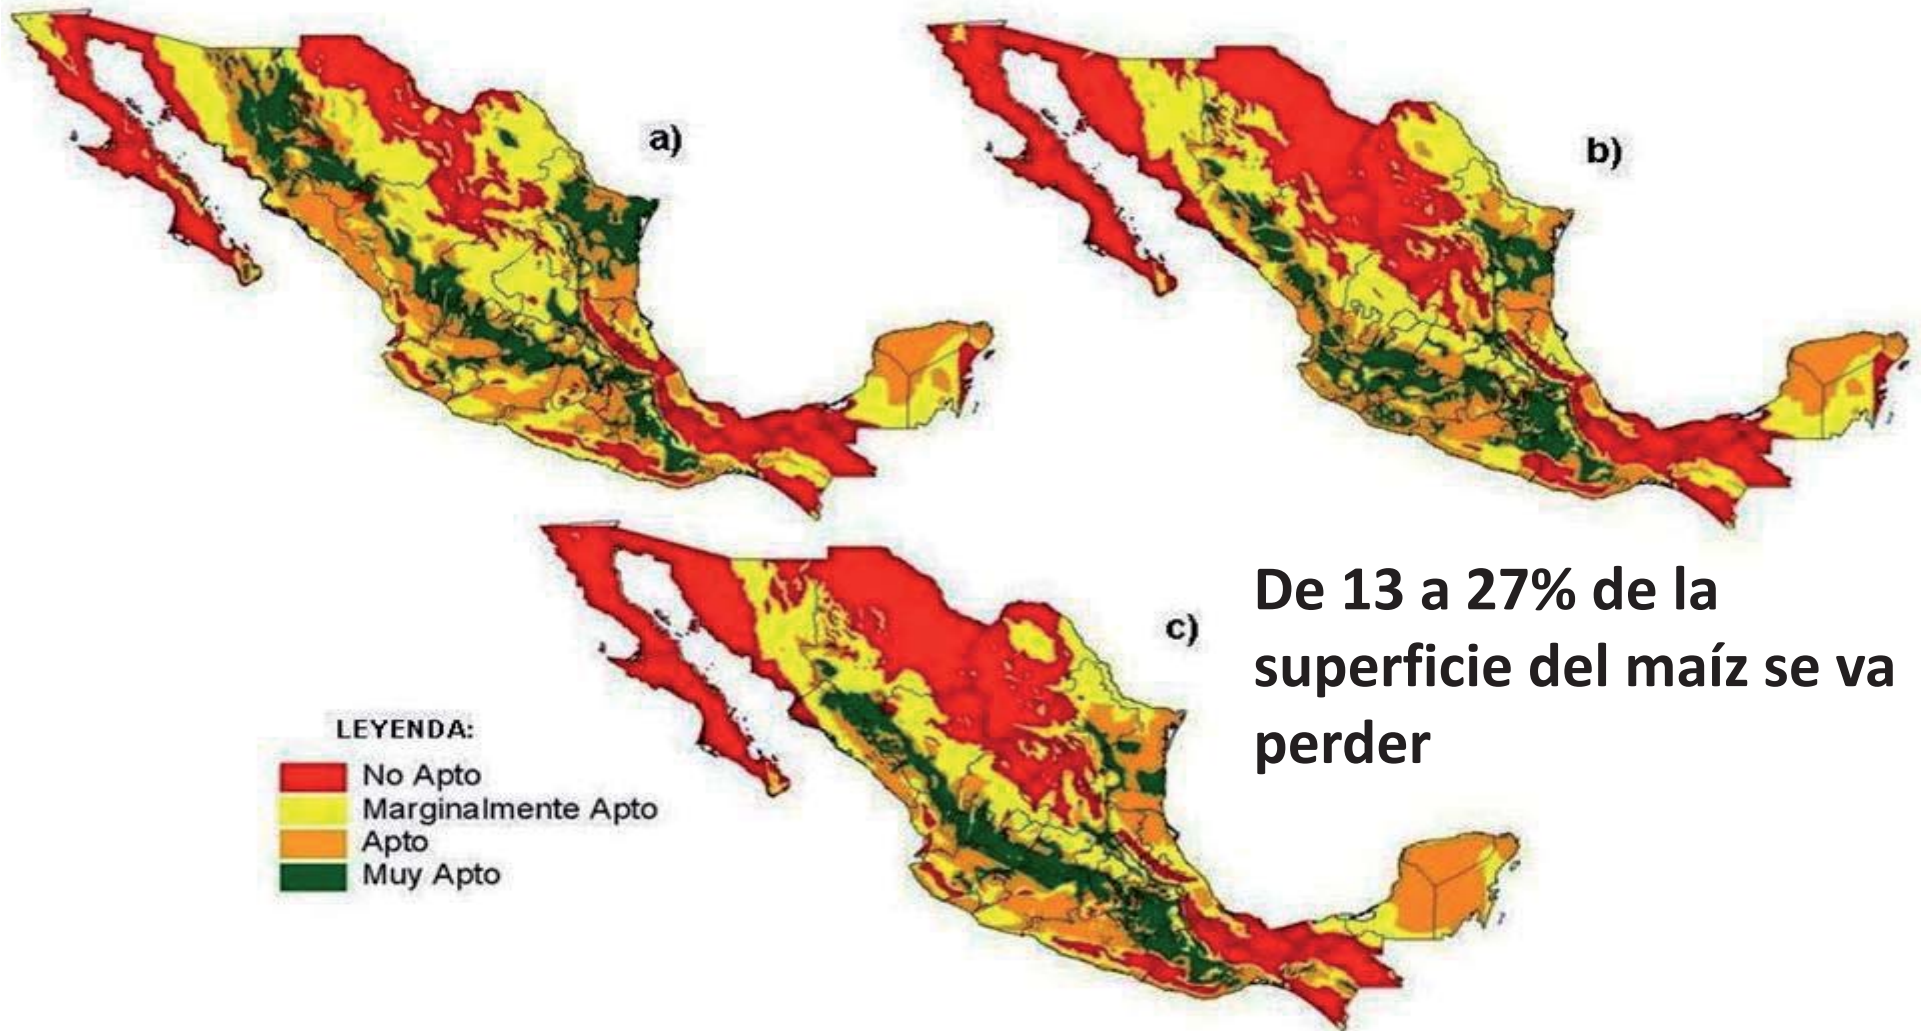 a)
b)
c)
De 13 a 27% de la
superficie del maíz se va
perder
LEYENDA:
No Apto
Marginalmente Apto
Apto
Muy Apto